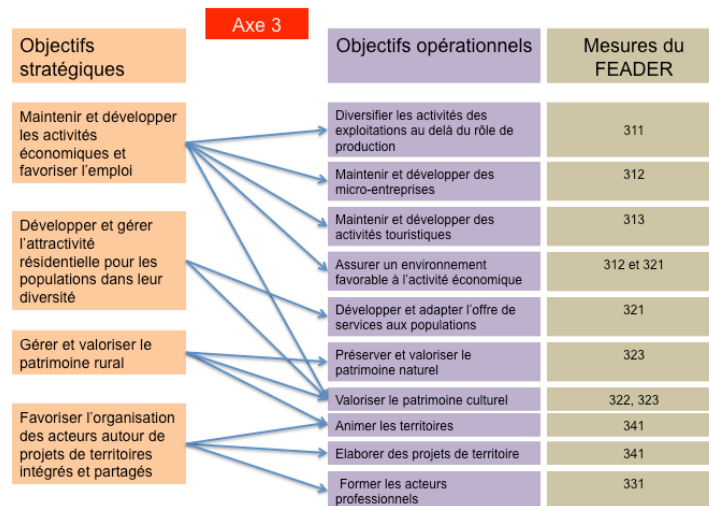 Axe 3
Objectifs
stratégiques
Objectifs opérationnels
Mesures du
FEADER
Maintenir et développer
les activités
économiques et
favoriser l'emploi
Développer et gérer
l'attractivité
résidentielle pour les
populations dans leur
diversité
Gérer et valoriser le
patrimoine rural
Favoriser l'organisation
des acteurs autour de
projets de territoires
intégrés et partagés
Diversifier les activités des
exploitations au delà du rôle de
production
311
Maintenir et développer des
micro-entreprises
312
Maintenir et développer des
activités touristiques
313
Assurer un environnement
favorable à l'activité économique
312 et 321
Développer et adapter l'offre de
services aux populations
321
Préserver et valoriser le
patrimoine naturel
323
Valoriser le patrimoine culturel
322, 323
Animer les territoires
341
Elaborer des projets de territoire
341
Former les acteurs
professionnels
331